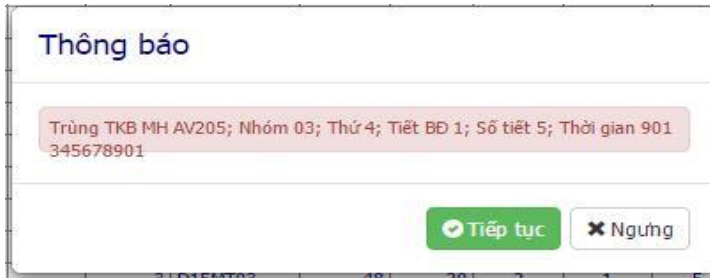 Thông báo
Trùng TKB MH AV205; Nhóm 03; Thứ 4; Tiết BĐ 1; Số tiết 5; Thời gian 901
345678901
Tiếp tục
Ngưng